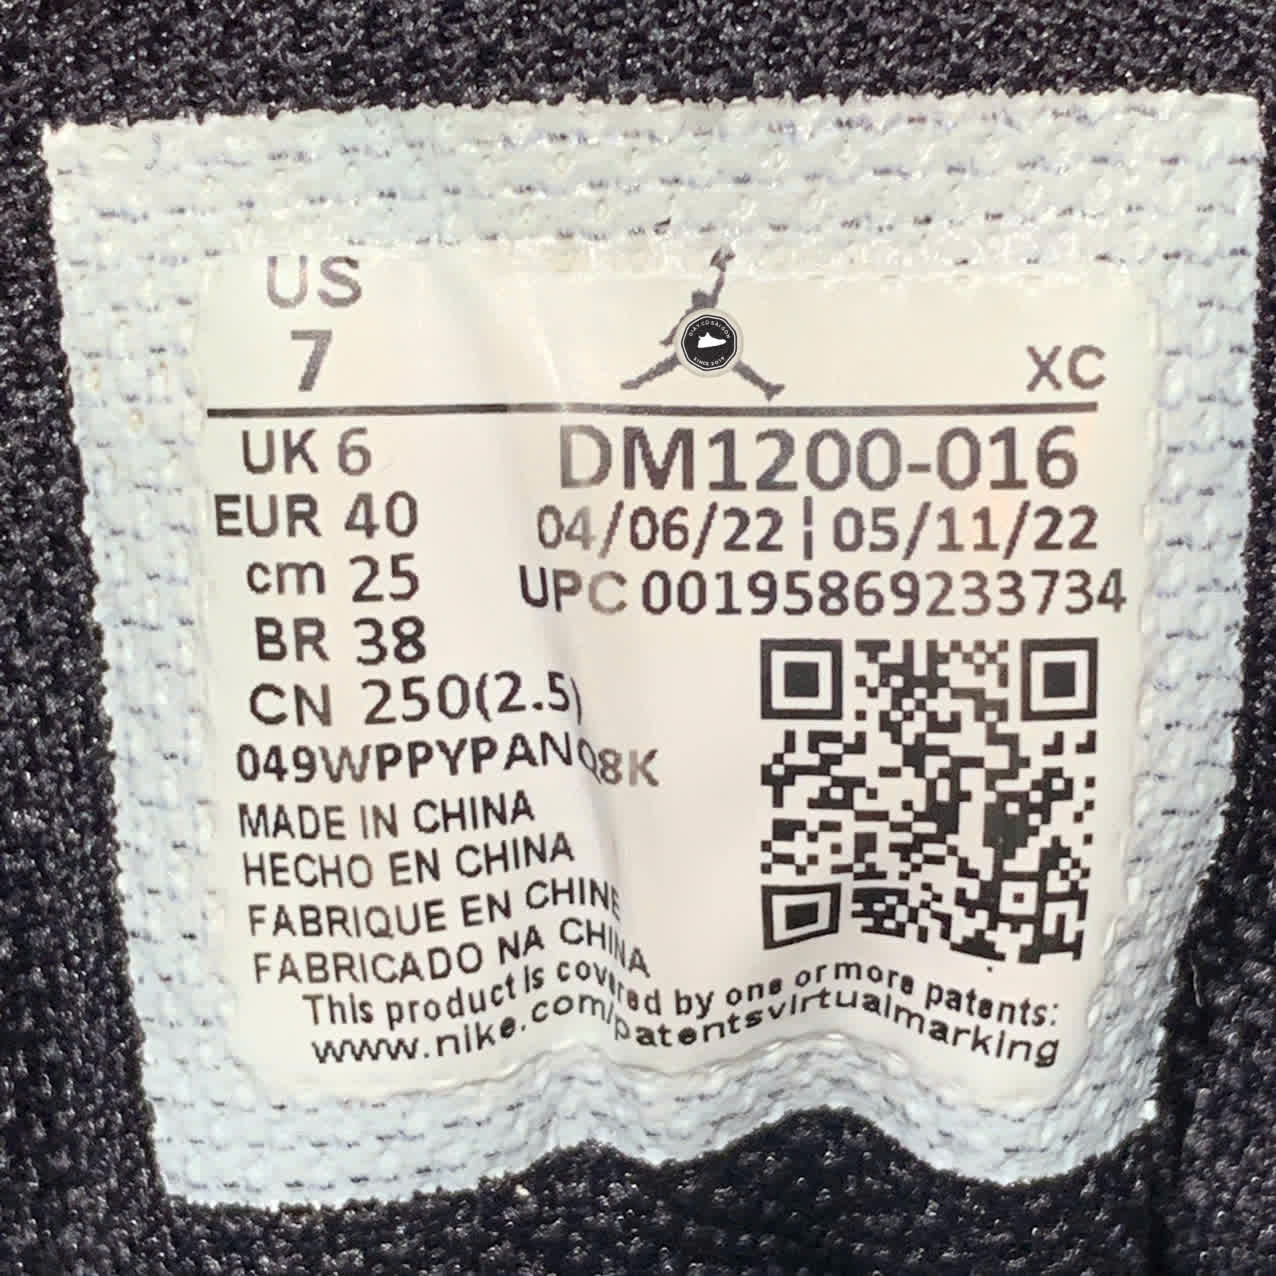 US
7
XC
UK 6
DM1200-016
EUR 40
04/06/22 ¦ 05/11/22
cm 25
UPC 00195869233734
BR 38
CN 250(2.5)
049WPPYPANQ8K
MADE IN CHINA
HECHO EN CHINA
FABRIQUE EN CHINE
FABRICADO NA CHINA
This product is covered by one or more patents:
www.nike.com/patentsvirtualmarking